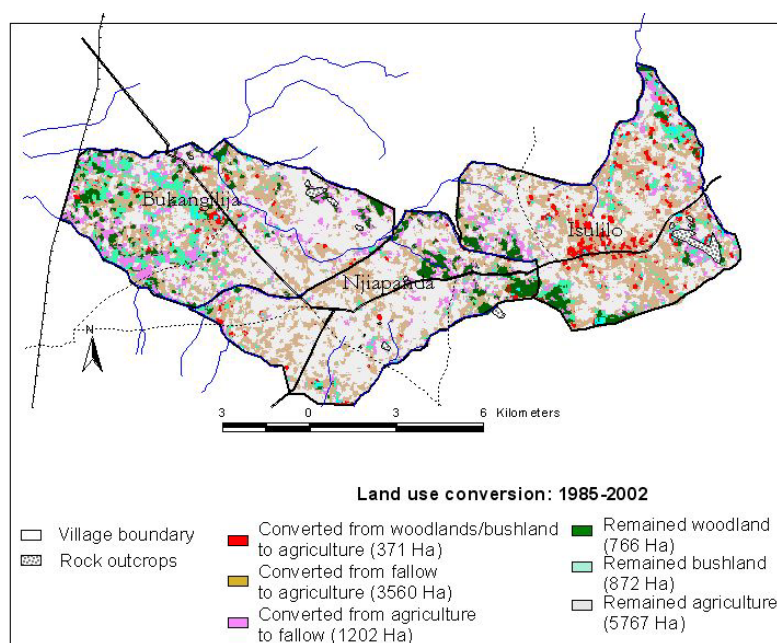 Bukangilija
Isulilo
Njiapanda
N
3 0 3 6 Kilometers
Land use conversion: 1985-2002
Village boundary
Rock outcrops
Converted from woodlands/bushland
to agriculture (371 Ha)
Converted from fallow
to agriculture (3560 Ha)
Converted from agriculture
to fallow (1202 Ha)
Remained woodland
(766 Ha)
Remained bushland
(872 Ha)
Remained agriculture
(5767 Ha)